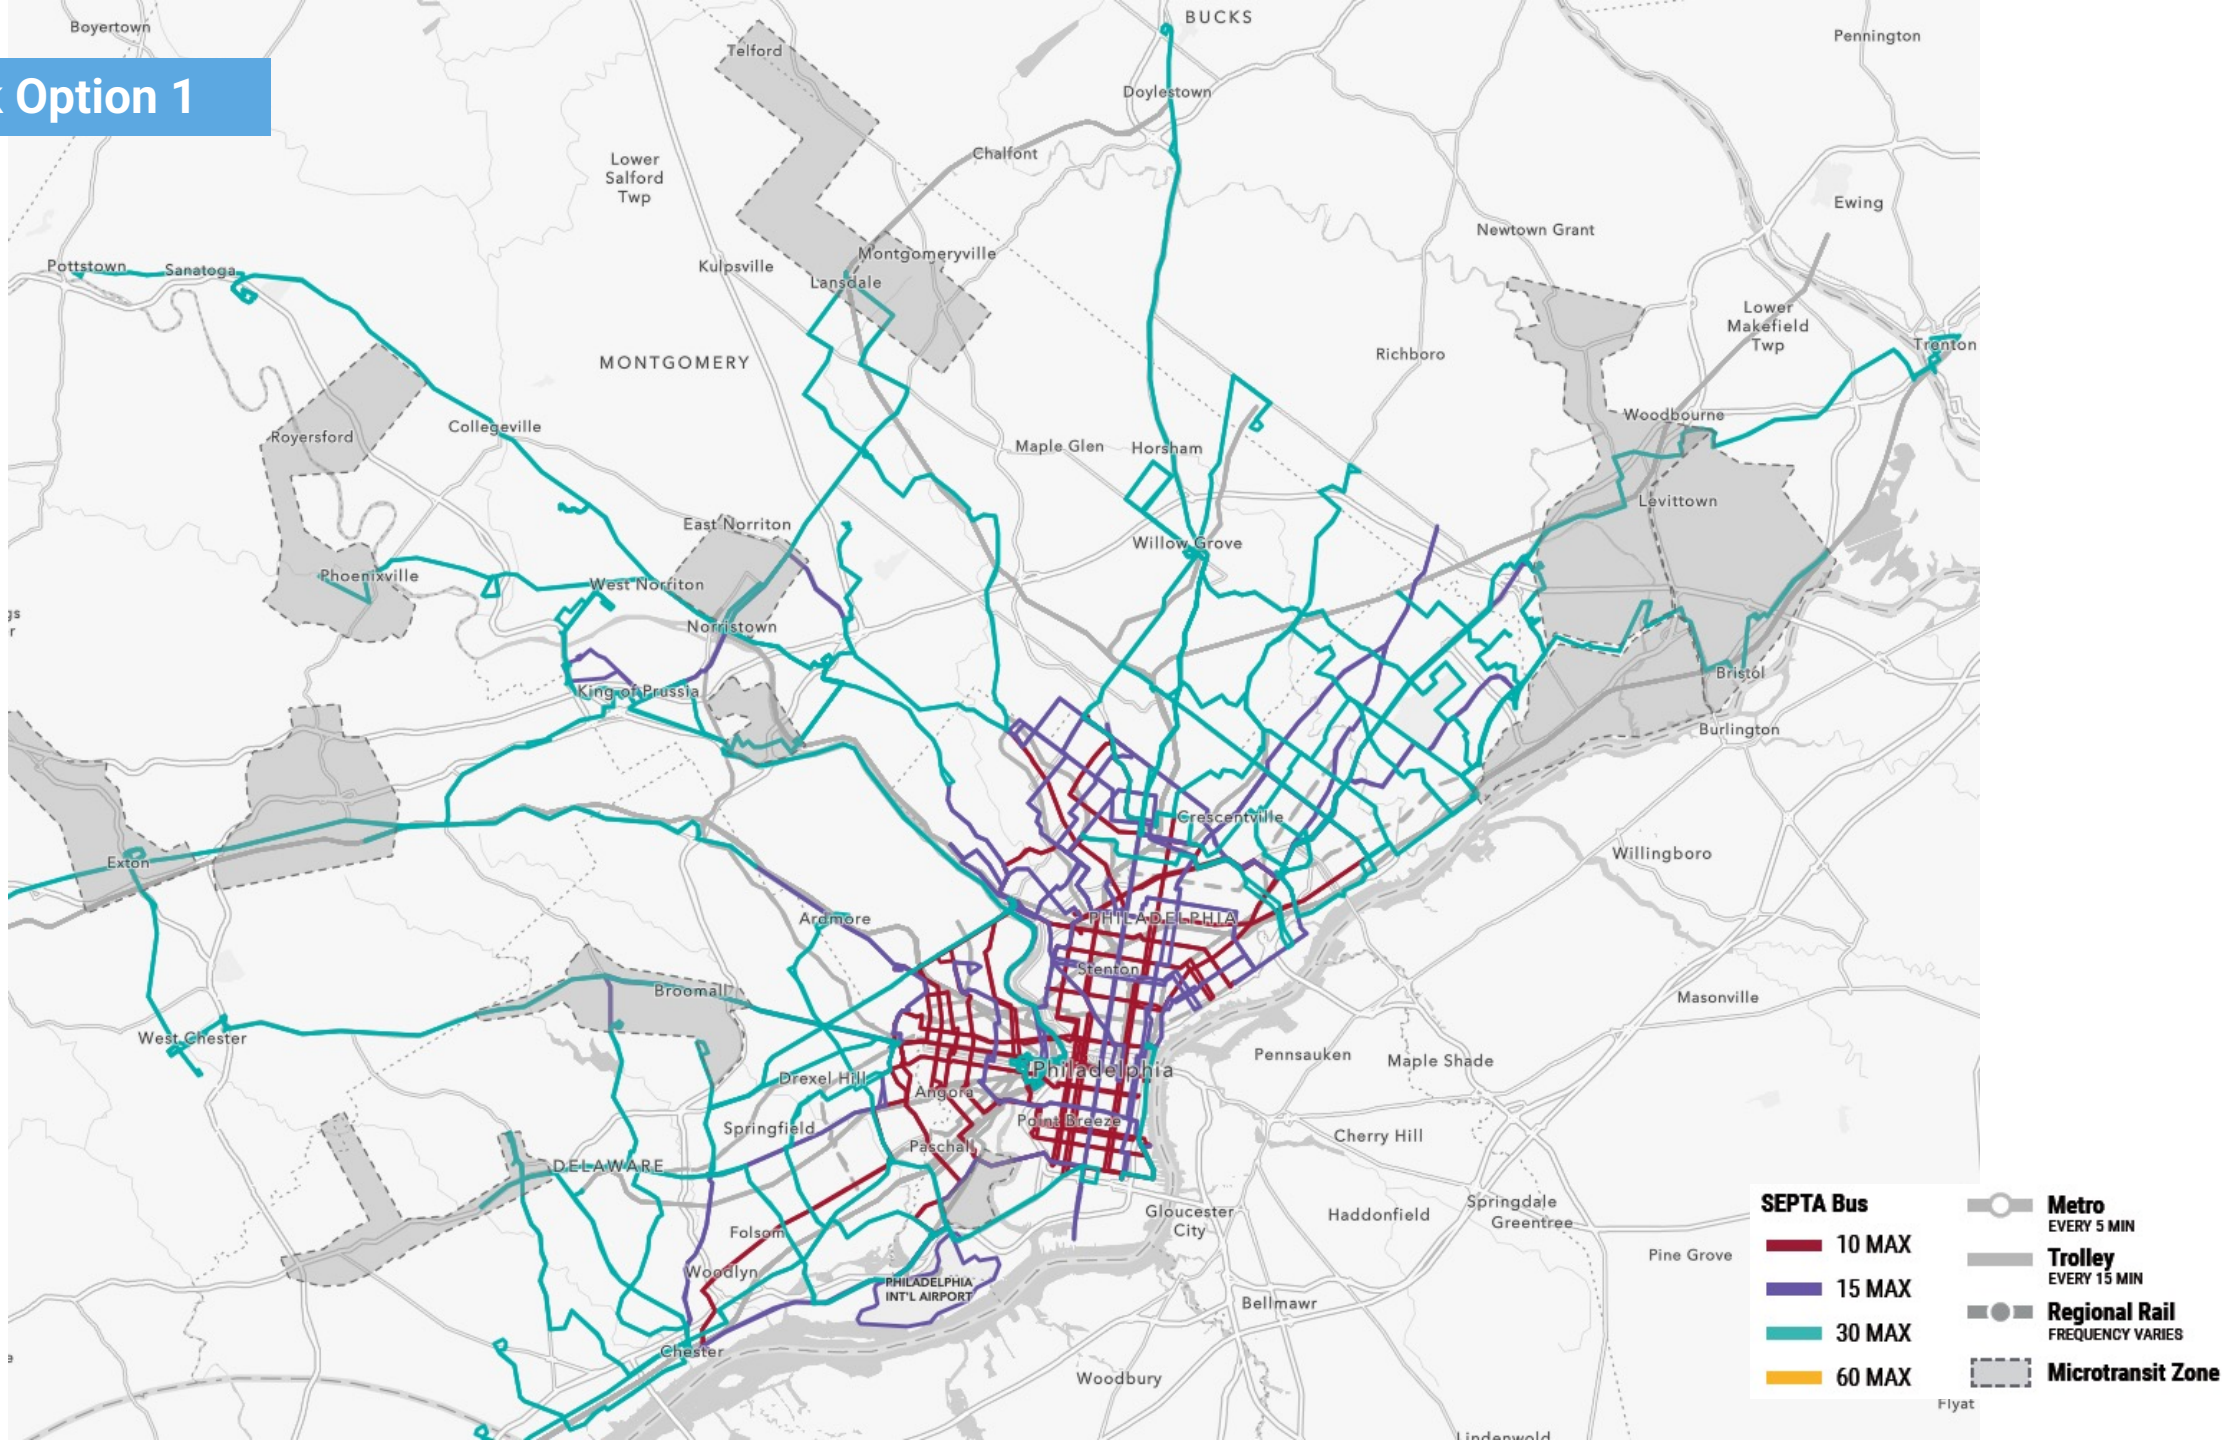 BUCKS
Boyertown
Pennington
Telford
Option 1
Doylestown
Chalfont
Lower
Salford
Twp
Ewing
Newtown Grant
Montgomeryville
Pottstown
Sanatoga
Kulpsville
Lansdale
Lower
Makefield
Twp
Trenton
MONTGOMERY
Richboro
Woodbourne
Royersford
Collegeville
Maple Glen
Horsham
Levittown
East Norriton
Willow Grove
Phoenixville
West Norriton
Norristown
King of Prussia
Bristol
Burlington
Crescentville
Willingboro
Exton
Ardmore
PHILADELPHIA
Stenton
Broomall
Masonville
West Chester
Pennsauken
Maple Shade
Philadelphia
Drexel Hill
Angora
Springfield
Point Breeze
Paschal
Cherry Hill
DELAWARE
Gloucester
City
Haddonfield
Springdale
Greentree
Folsom
Pine Grove
Woodlyn
PHILADELPHIA
INT'L AIRPORT
Bellmawr
Chester
Woodbury
Flyat
Lindenwold
SEPTA Bus
10 MAX
15 MAX
30 MAX
60 MAX
Metro
EVERY 5 MIN
Trolley
EVERY 15 MIN
Regional Rail
FREQUENCY VARIES
Microtransit Zone